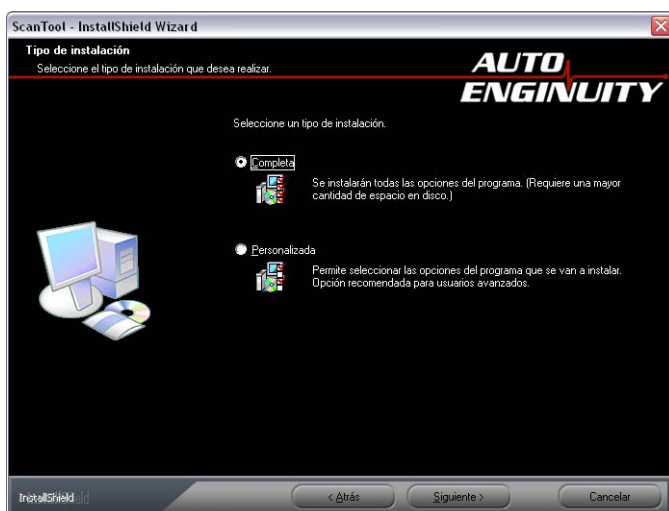 ScanTool - InstallShield Wizard
Tipo de instalación
Seleccione el tipo de instalación que desea realizar.
AUTO
ENGINUITY
Seleccione un tipo de instalación.
Completa
Se instalarán todas las opciones del programa. (Requiere una mayor
cantidad de espacio en disco.)
Personalizada
Permite seleccionar las opciones del programa que se van a instalar.
Opción recomendada para usuarios avanzados.
InstallShield
< Atrás
Siguiente >
Cancelar